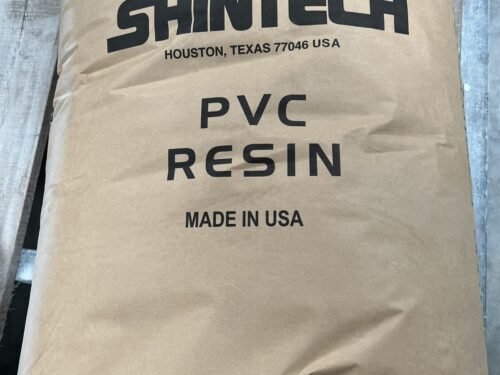 SHINTECH
HOUSTON, TEXAS 77046 USA
PVC
RESIN
MADE IN USA